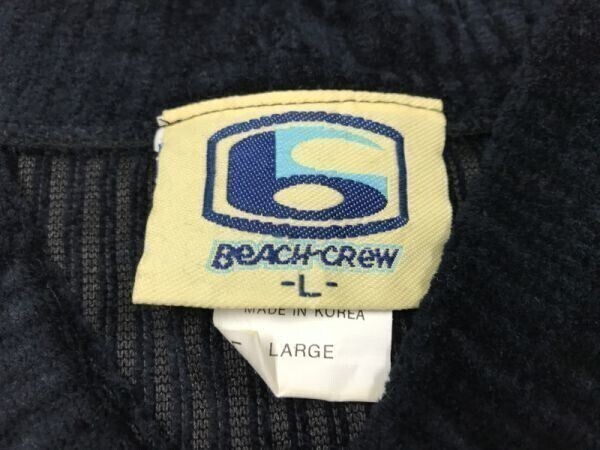 BEACH-CREW
-L-
MADE IN KOREA
LARGE